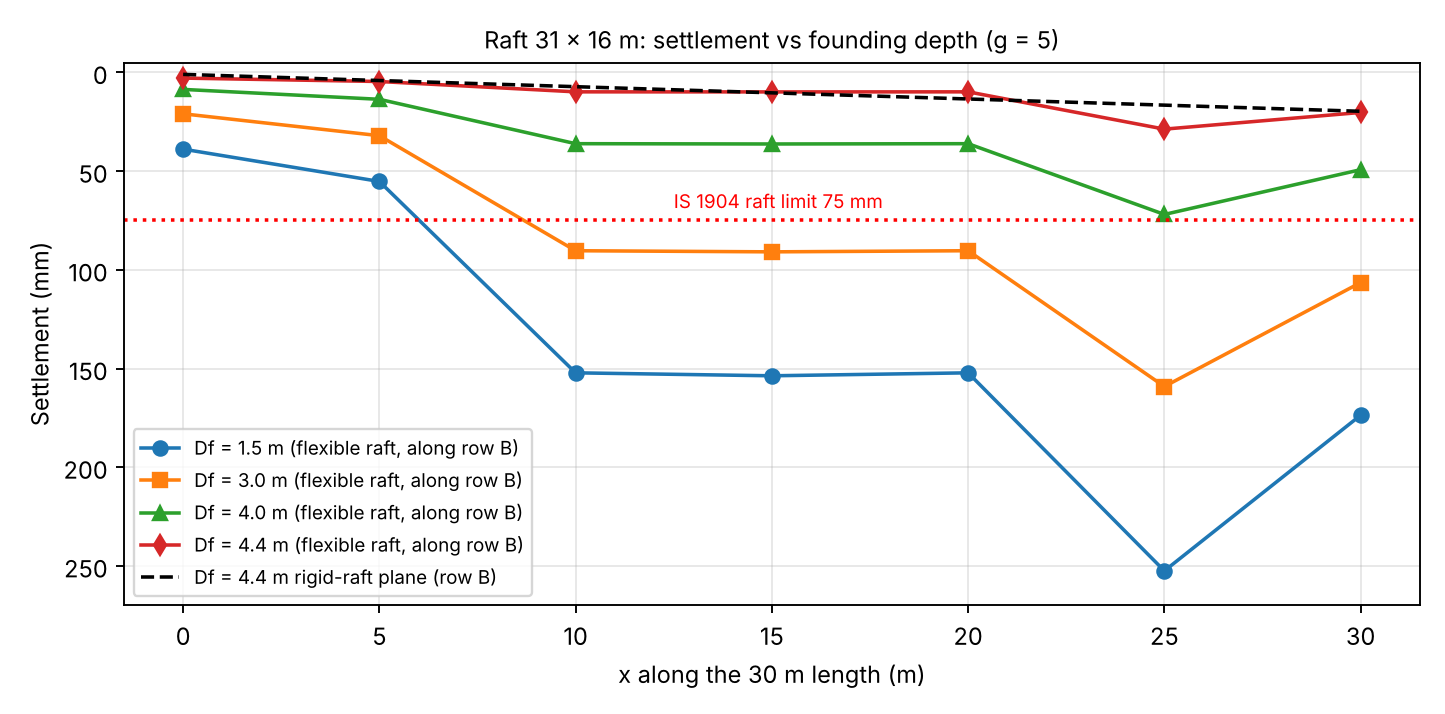 Raft 31 × 16 m: settlement vs founding depth (g = 5)
Settlement (mm)
0
50
100
150
200
250
IS 1904 raft limit 75 mm
Df = 1.5 m (flexible raft, along row B)
Df = 3.0 m (flexible raft, along row B)
Df = 4.0 m (flexible raft, along row B)
Df = 4.4 m (flexible raft, along row B)
Df = 4.4 m rigid-raft plane (row B)
0 5 10 15 20 25 30
x along the 30 m length (m)